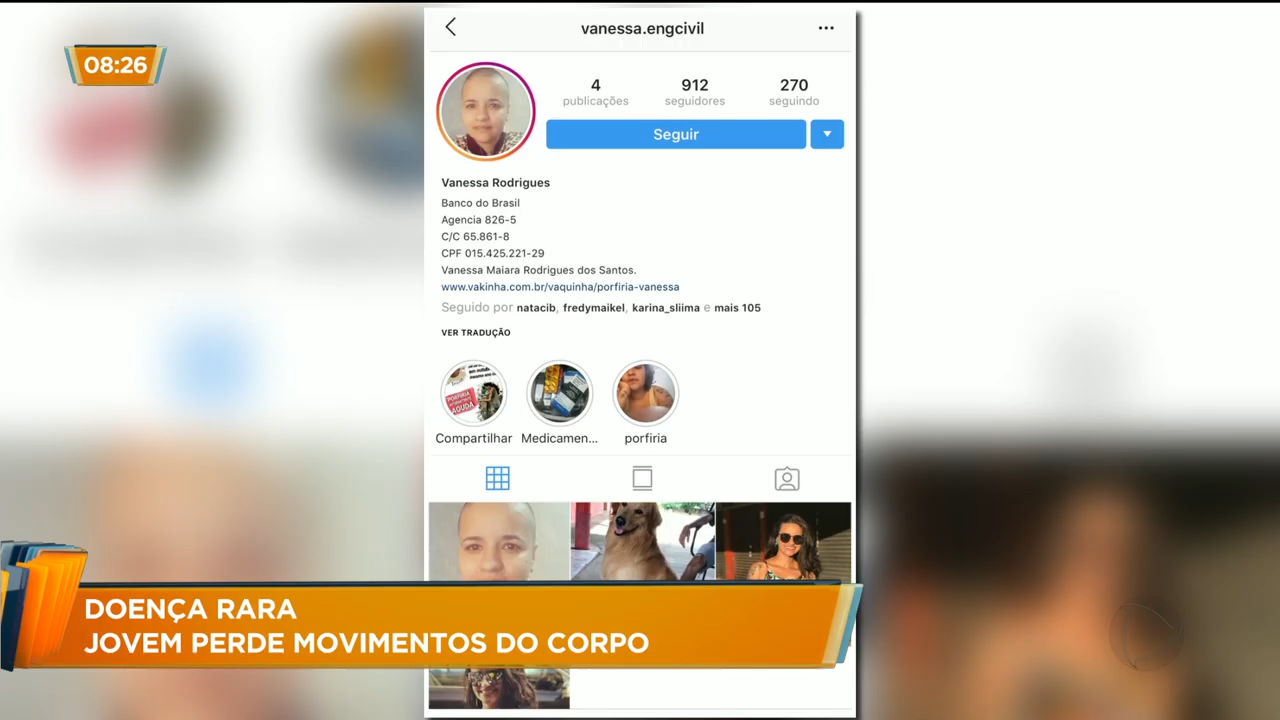 08:26
vanessa.engcivil
4 912 270
publicações seguidores seguindo
Seguir
Vanessa Rodrigues
Banco do Brasil
Agencia 826-5
C/C 65.861-8
CPF 015.425.221-29
Vanessa Maiara Rodrigues dos Santos.
www.vakinha.com.br/vaquinha/porfiria-vanessa
Seguido por natacib, fredymaikel, karina_sliima e mais 105
VER TRADUÇÃO
PORFIRIA
AGUDA
Compartilhar Medicamen... porfiria
DOENÇA RARA
JOVEM PERDE MOVIMENTOS DO CORPO